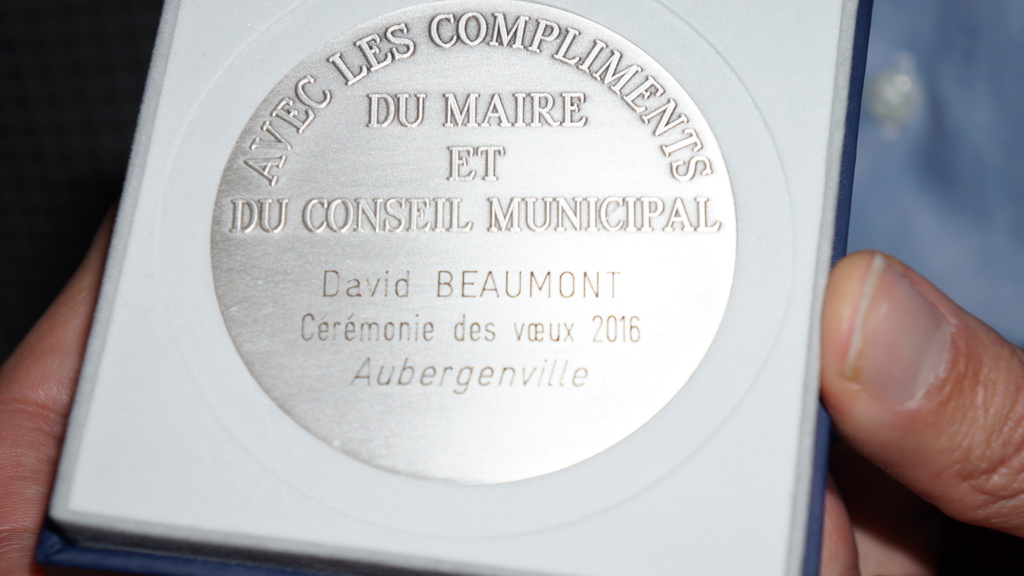 AVEC LES COMPLIMENTS
DU MAIRE
ET
DU CONSEIL MUNICIPAL
David BEAUMONT
Cérémonie des vœux 2016
Aubergenville